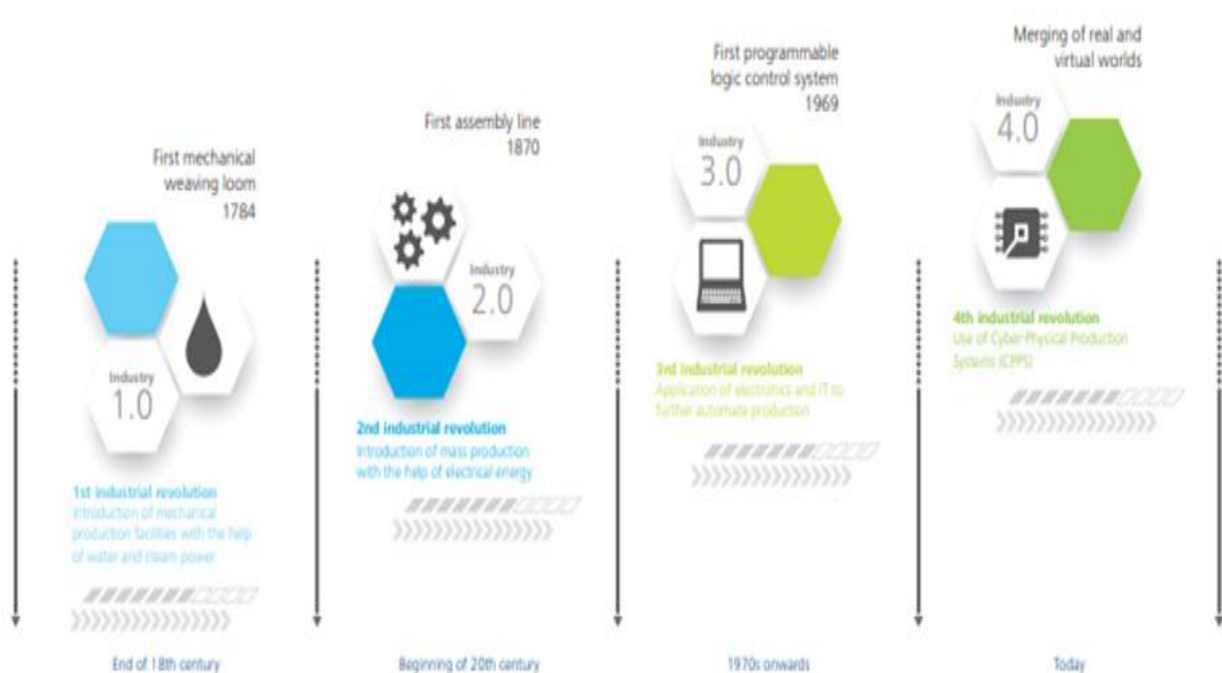 First mechanical
weaving loom
1784
Industry
1.0
1st industrial revolution
Introduction of mechanical
production facilities with the help
of water and steam power
End of 18th century
First assembly line
1870
Industry
2.0
2nd industrial revolution
Introduction of mass production
with the help of electrical energy
Beginning of 20th century
First programmable
logic control system
1969
Industry
3.0
3rd industrial revolution
Application of electronics and IT to
further automate production
1970s onwards
Merging of real and
virtual worlds
Industry
4.0
4th industrial revolution
Use of Cyber-Physical Production
Systems (CPPS)
Today